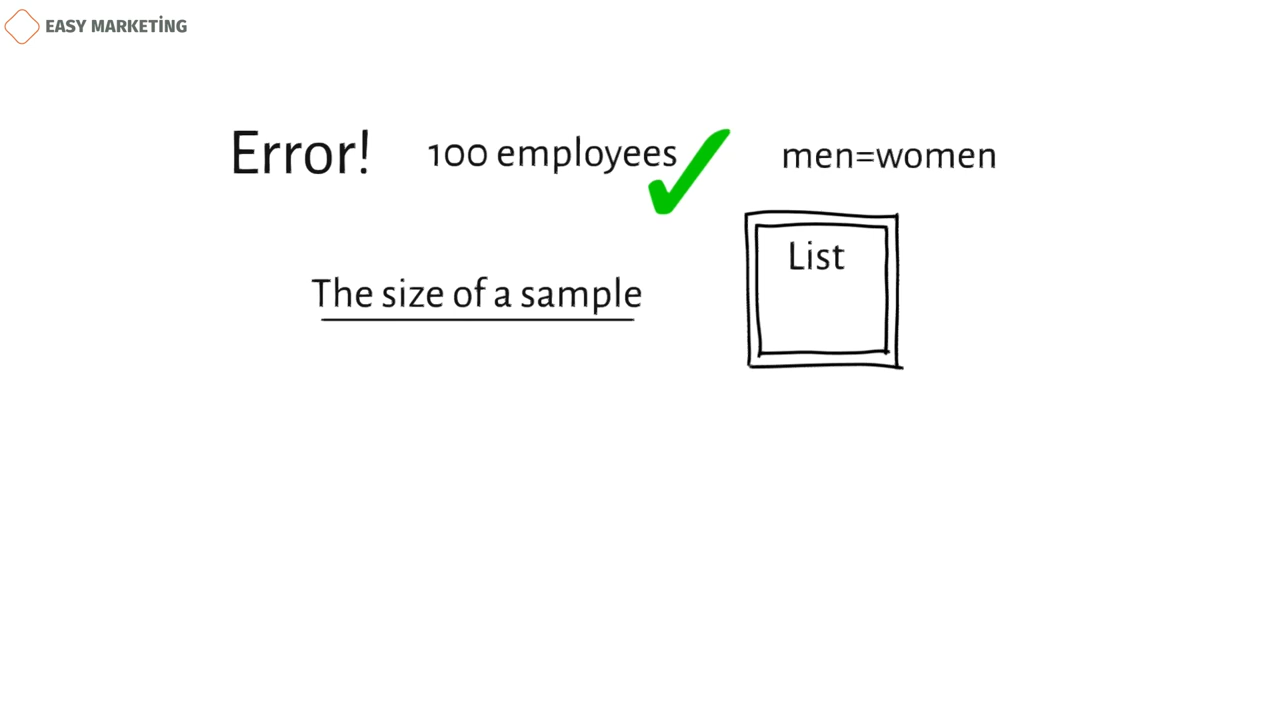 EASY MARKETİNG
Error!
100 employees
men=women
The size of a sample
List